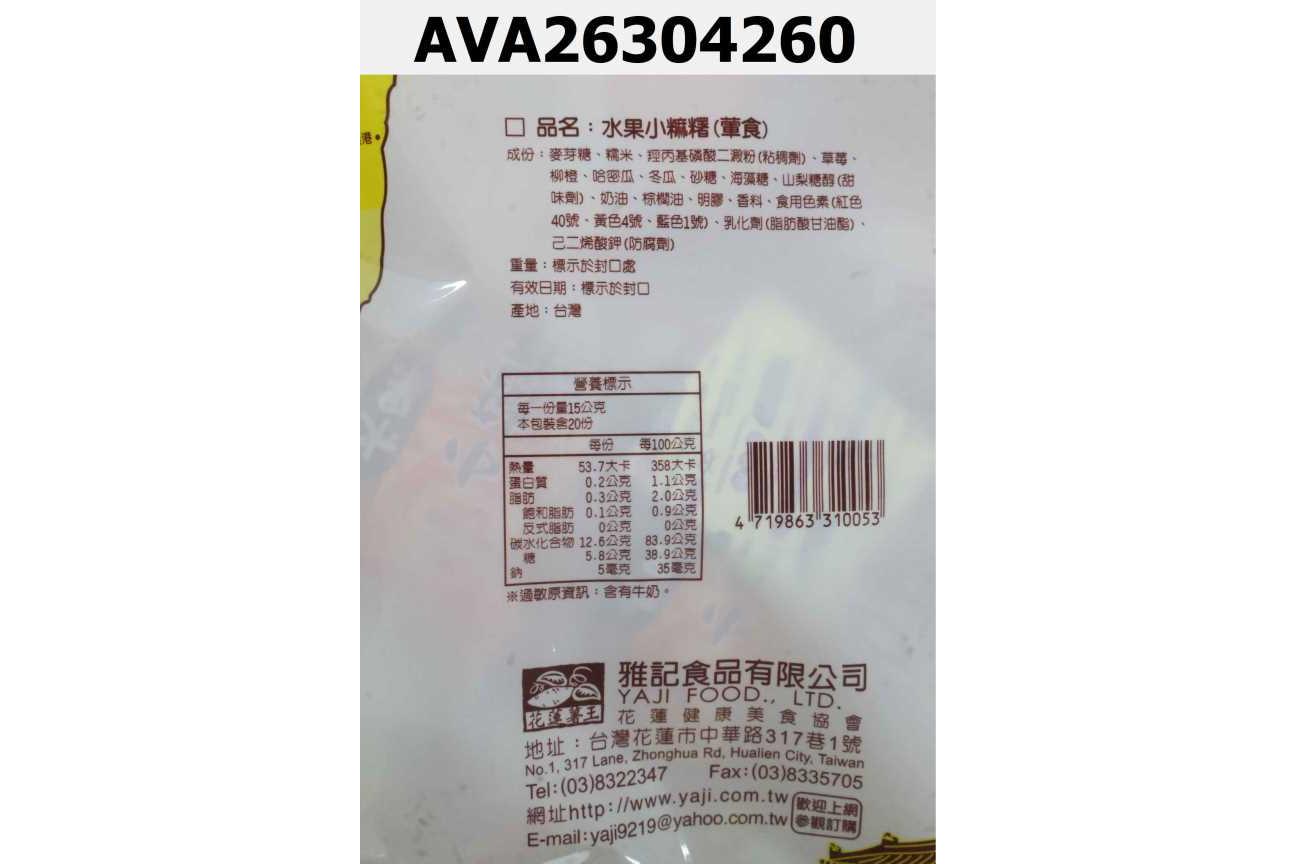 AVA26304260
港。
□ 品名：水果小麻糬(葷食)
成份：麥芽糖、糯米、羥丙基磷酸二澱粉(粘稠劑)、草莓、
柳橙、哈密瓜、冬瓜、砂糖、海藻糖、山梨糖醇(甜
味劑)、奶油、棕櫚油、明膠、香料、食用色素(紅色
40號、黃色4號、藍色1號)、乳化劑(脂肪酸甘油酯)、
己二烯酸鉀(防腐劑)
重量：標示於封口處
有效日期：標示於封口
產地：台灣
營養標示
每一份量15公克
本包裝含20份
每份 每100公克
熱量 53.7大卡 358大卡
蛋白質 0.2公克 1.1公克
脂肪 0.3公克 2.0公克
飽和脂肪 0.1公克 0.9公克
反式脂肪 0公克 0公克
碳水化合物 12.6公克 83.9公克
糖 5.8公克 38.9公克
鈉 5毫克 35毫克
※過敏原資訊：含有牛奶。
4 719863 310053
花蓮薯王
雅記食品有限公司
YAJI FOOD., LTD.
花蓮健康美食協會
地址：台灣花蓮市中華路317巷1號
No.1, 317 Lane, Zhonghua Rd, Hualien City, Taiwan
Tel:(03)8322347 Fax:(03)8335705
網址http://www.yaji.com.tw
E-mail:yaji9219@yahoo.com.tw
歡迎上網
參觀訂購